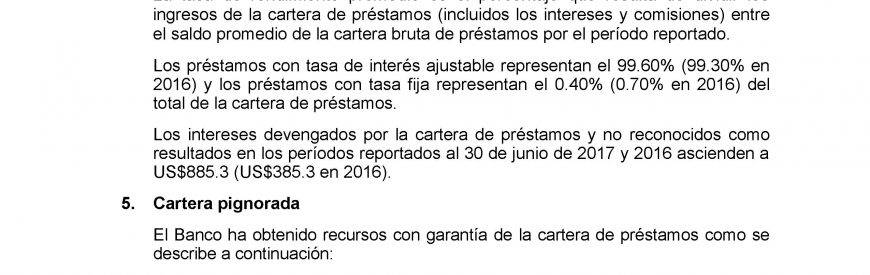 ingresos de la cartera de préstamos (incluidos los intereses y comisiones) entre
el saldo promedio de la cartera bruta de préstamos por el período reportado.
Los préstamos con tasa de interés ajustable representan el 99.60% (99.30% en
2016) y los préstamos con tasa fija representan el 0.40% (0.70% en 2016) del
total de la cartera de préstamos.
Los intereses devengados por la cartera de préstamos y no reconocidos como
resultados en los períodos reportados al 30 de junio de 2017 y 2016 ascienden a
US$885.3 (US$385.3 en 2016).
5. Cartera pignorada
El Banco ha obtenido recursos con garantía de la cartera de préstamos como se
describe a continuación: